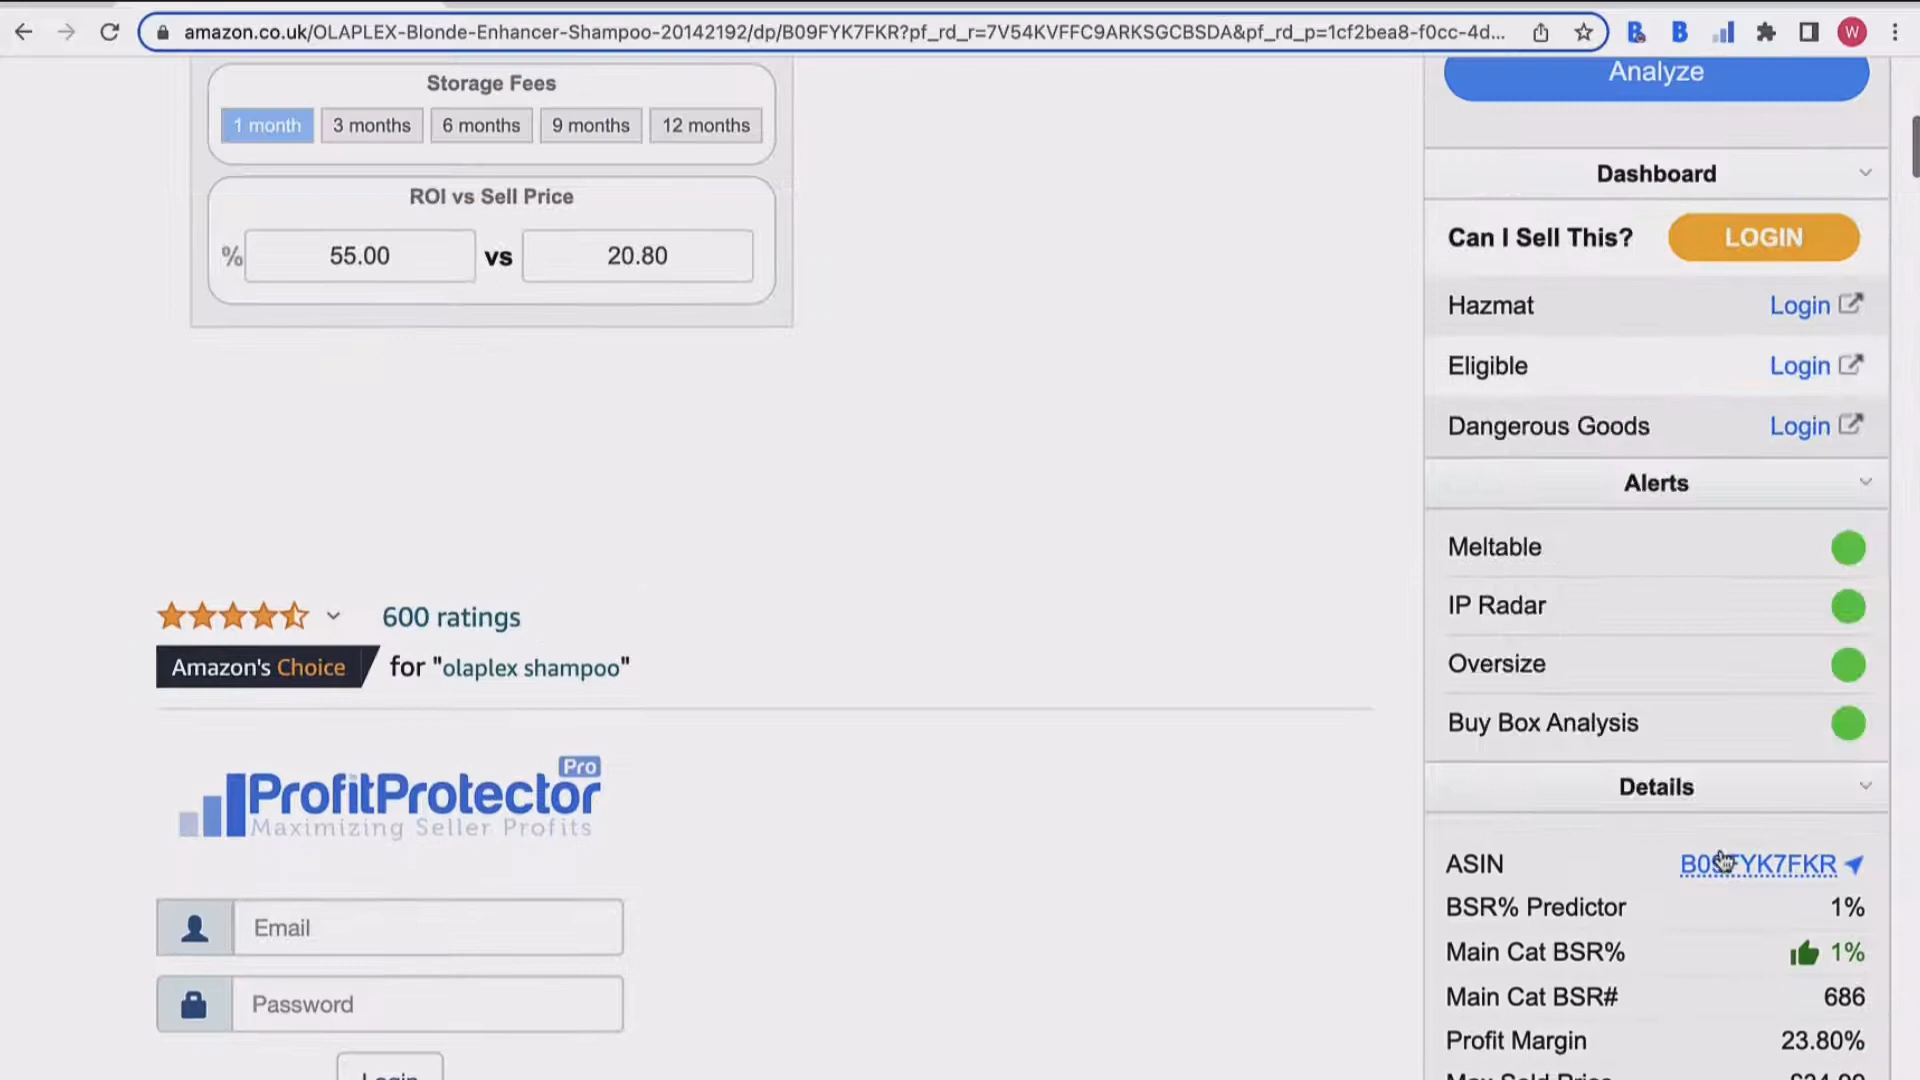 amazon.co.uk/OLAPLEX-Blonde-Enhancer-Shampoo-20142192/dp/B09FYK7FKR?pf_rd_r=7V54KVFFC9ARKSGCBSDA&pf_rd_p=1cf2bea8-f0cc-4d...
W
Storage Fees
1 month
3 months
6 months
9 months
12 months
ROI vs Sell Price
% 55.00 vs 20.80
600 ratings
Amazon's Choice for "olaplex shampoo"
ProfitProtector Pro
Maximizing Seller Profits
Email
Password
Login
Analyze
Dashboard
Can I Sell This? LOGIN
Hazmat Login
Eligible Login
Dangerous Goods Login
Alerts
Meltable
IP Radar
Oversize
Buy Box Analysis
Details
ASIN B09FYK7FKR
BSR% Predictor 1%
Main Cat BSR% 1%
Main Cat BSR# 686
Profit Margin 23.80%